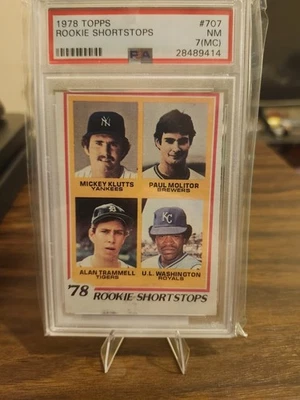 1978 TOPPS #707
ROOKIE SHORTSTOPS NM
7(MC)
PSA 28489414
MICKEY KLUTTS PAUL MOLITOR
YANKEES BREWERS
KC
ALAN TRAMMELL U.L. WASHINGTON
TIGERS ROYALS
'78 ROOKIE-SHORTSTOPS